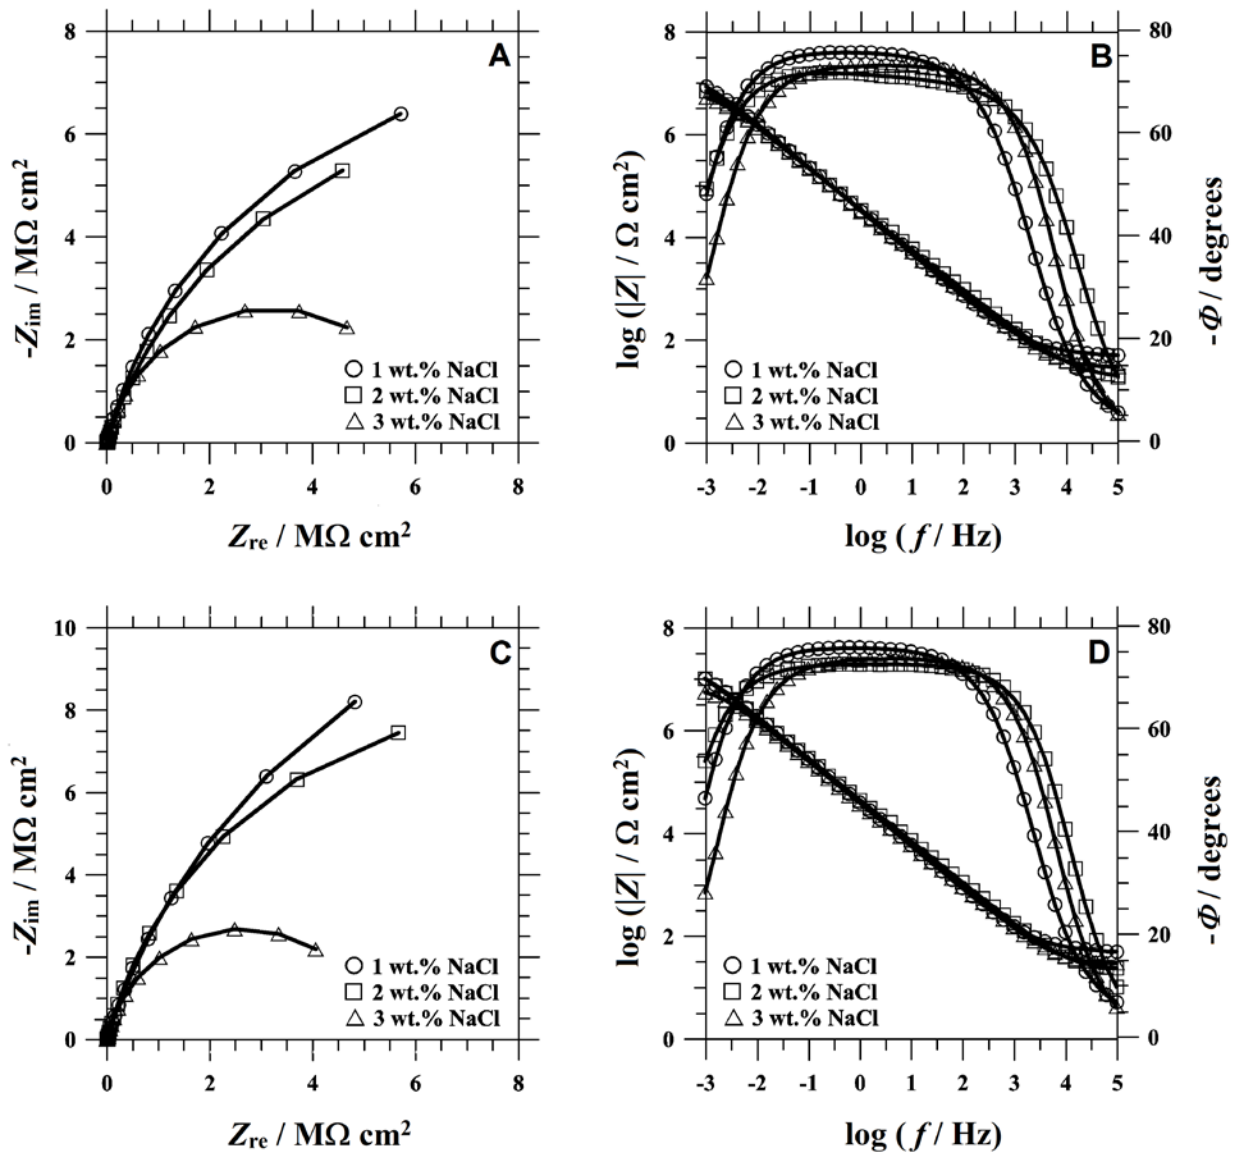 A
8
6
4
2
0
-Zim / MΩ cm²
1 wt.% NaCl
2 wt.% NaCl
3 wt.% NaCl
0 2 4 6 8
Zre / MΩ cm²
B
8
6
4
2
0
log (|Z| / Ω cm²)
80
60
40
20
0
-Φ / degrees
1 wt.% NaCl
2 wt.% NaCl
3 wt.% NaCl
-3 -2 -1 0 1 2 3 4 5
log (f / Hz)
C
10
8
6
4
2
0
-Zim / MΩ cm²
1 wt.% NaCl
2 wt.% NaCl
3 wt.% NaCl
0 2 4 6 8
Zre / MΩ cm²
D
8
6
4
2
0
log (|Z| / Ω cm²)
80
60
40
20
0
-Φ / degrees
1 wt.% NaCl
2 wt.% NaCl
3 wt.% NaCl
-3 -2 -1 0 1 2 3 4 5
log (f / Hz)